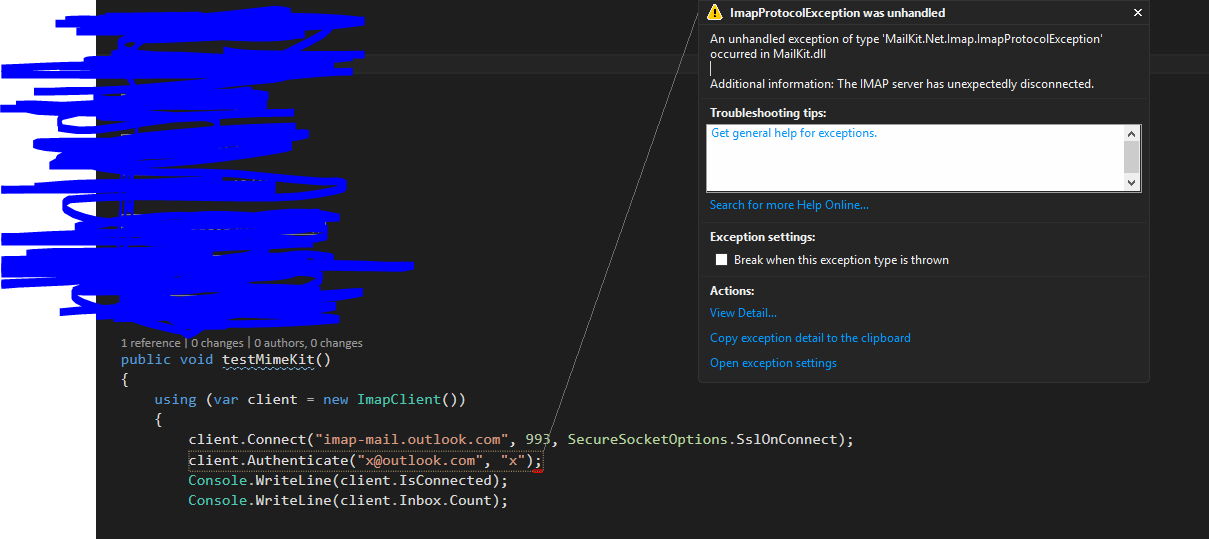 ImapProtocolException was unhandled
An unhandled exception of type 'MailKit.Net.Imap.ImapProtocolException'
occurred in MailKit.dll
Additional information: The IMAP server has unexpectedly disconnected.
Troubleshooting tips:
Get general help for exceptions.
Search for more Help Online...
Exception settings:
Break when this exception type is thrown
Actions:
View Detail...
Copy exception detail to the clipboard
Open exception settings
1 reference | 0 changes | 0 authors, 0 changes
public void testMimeKit()
{
using (var client = new ImapClient())
{
client.Connect("imap-mail.outlook.com", 993, SecureSocketOptions.SslOnConnect);
client.Authenticate("x@outlook.com", "x");
Console.WriteLine(client.IsConnected);
Console.WriteLine(client.Inbox.Count);